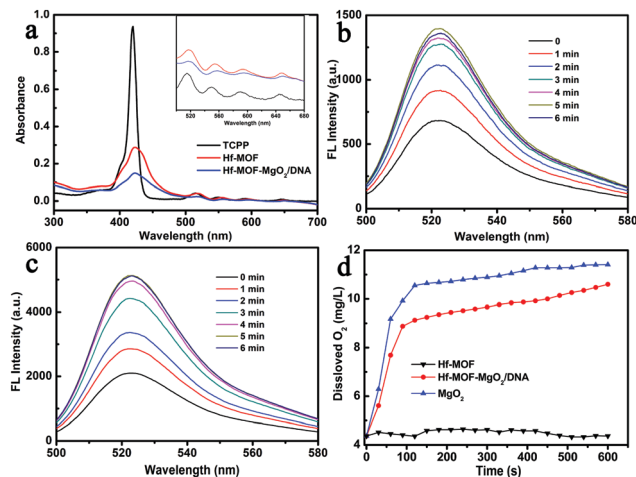 a
Absorbance
1.0
0.8
0.6
0.4
0.2
0.0
300 400 500 600 700
Wavelength (nm)
520 560 600 640 680
Wavelength (nm)
TCPP
Hf-MOF
Hf-MOF-MgO2/DNA
b
FL Intensity (a.u.)
1500
1000
500
0
500 520 540 560 580
Wavelength (nm)
0
1 min
2 min
3 min
4 min
5 min
6 min
c
FL Intensity (a.u.)
6000
4000
2000
0
500 520 540 560 580
Wavelength (nm)
0 min
1 min
2 min
3 min
4 min
5 min
6 min
d
Dissloved O2 (mg/L)
12
10
8
6
4
0 100 200 300 400 500 600
Time (s)
Hf-MOF
Hf-MOF-MgO2/DNA
MgO2